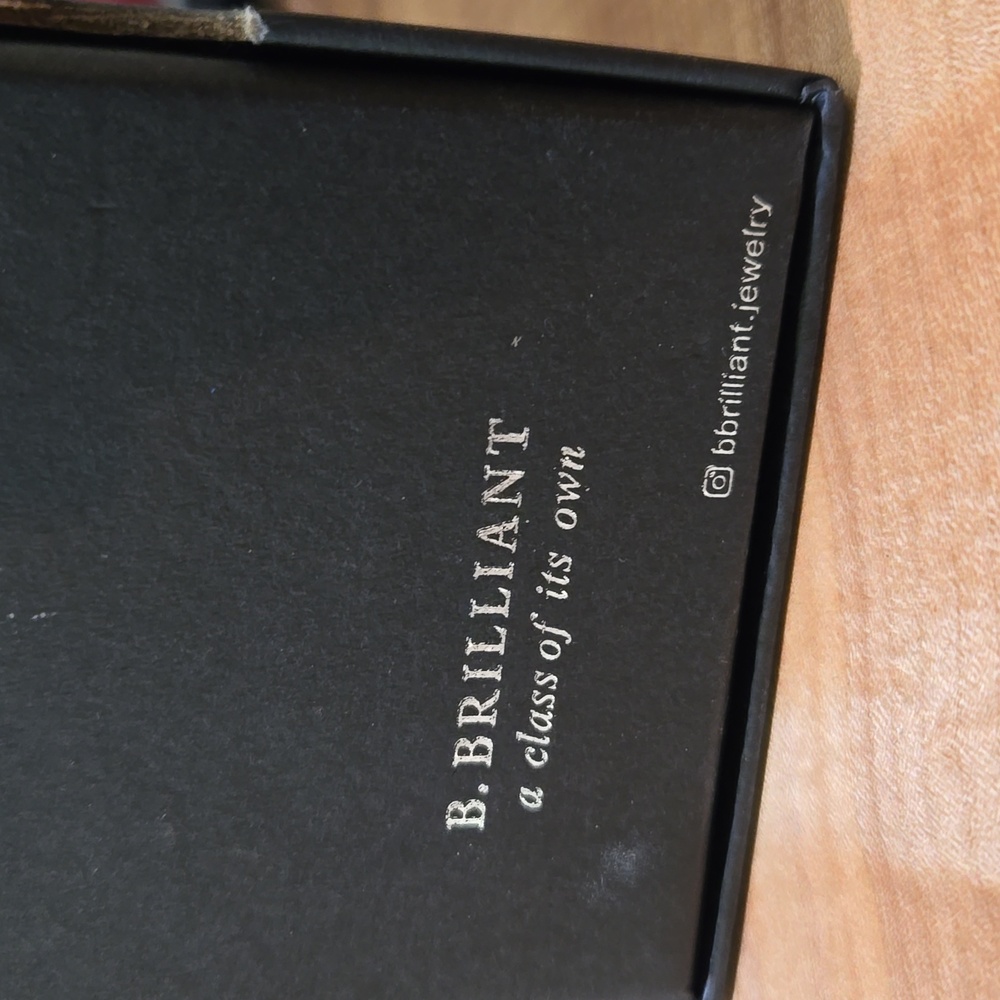 B.BRILLIANT
a class of its own
bbrilliant.jewelry